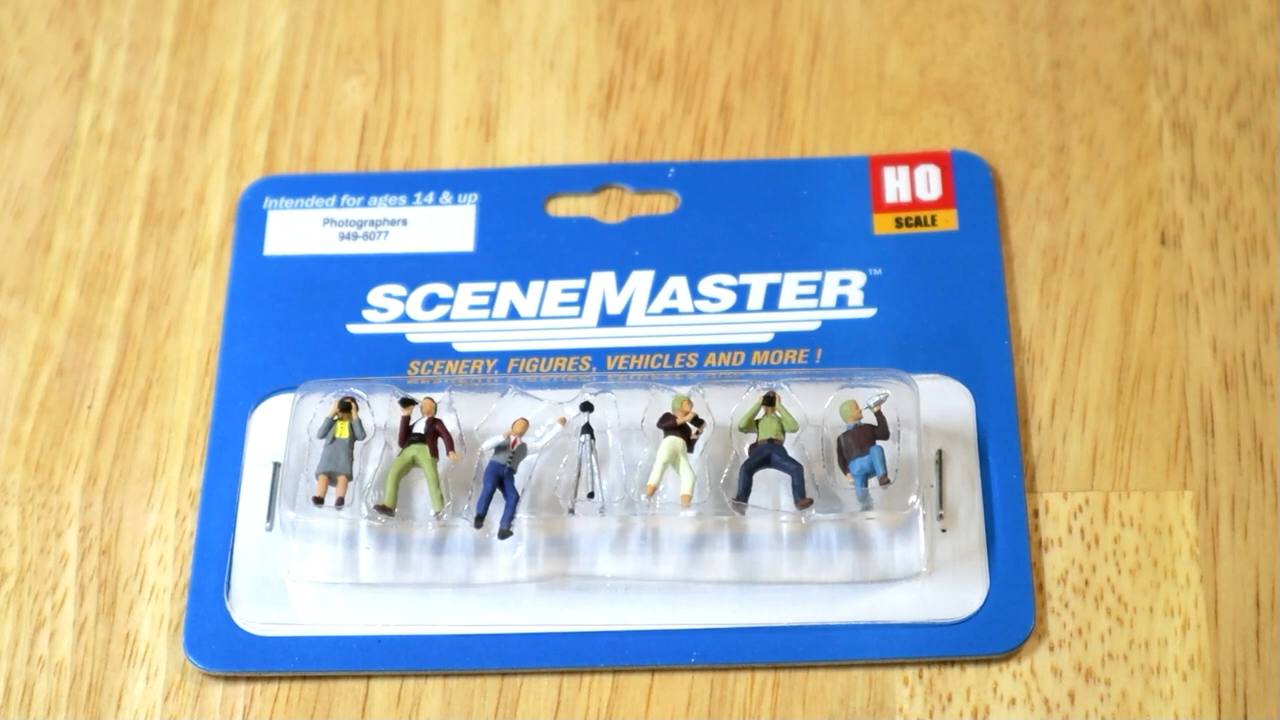 Intended for ages 14 & up
Photographers
949-6077
HO
SCALE
SCENEMASTER™
SCENERY, FIGURES, VEHICLES AND MORE !